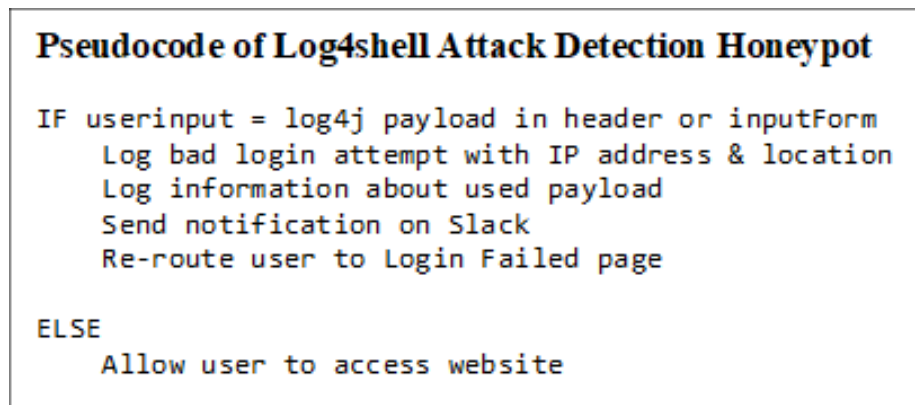 Pseudocode of Log4shell Attack Detection Honeypot
IF userinput = log4j payload in header or inputForm
Log bad login attempt with IP address & location
Log information about used payload
Send notification on Slack
Re-route user to Login Failed page
ELSE
Allow user to access website